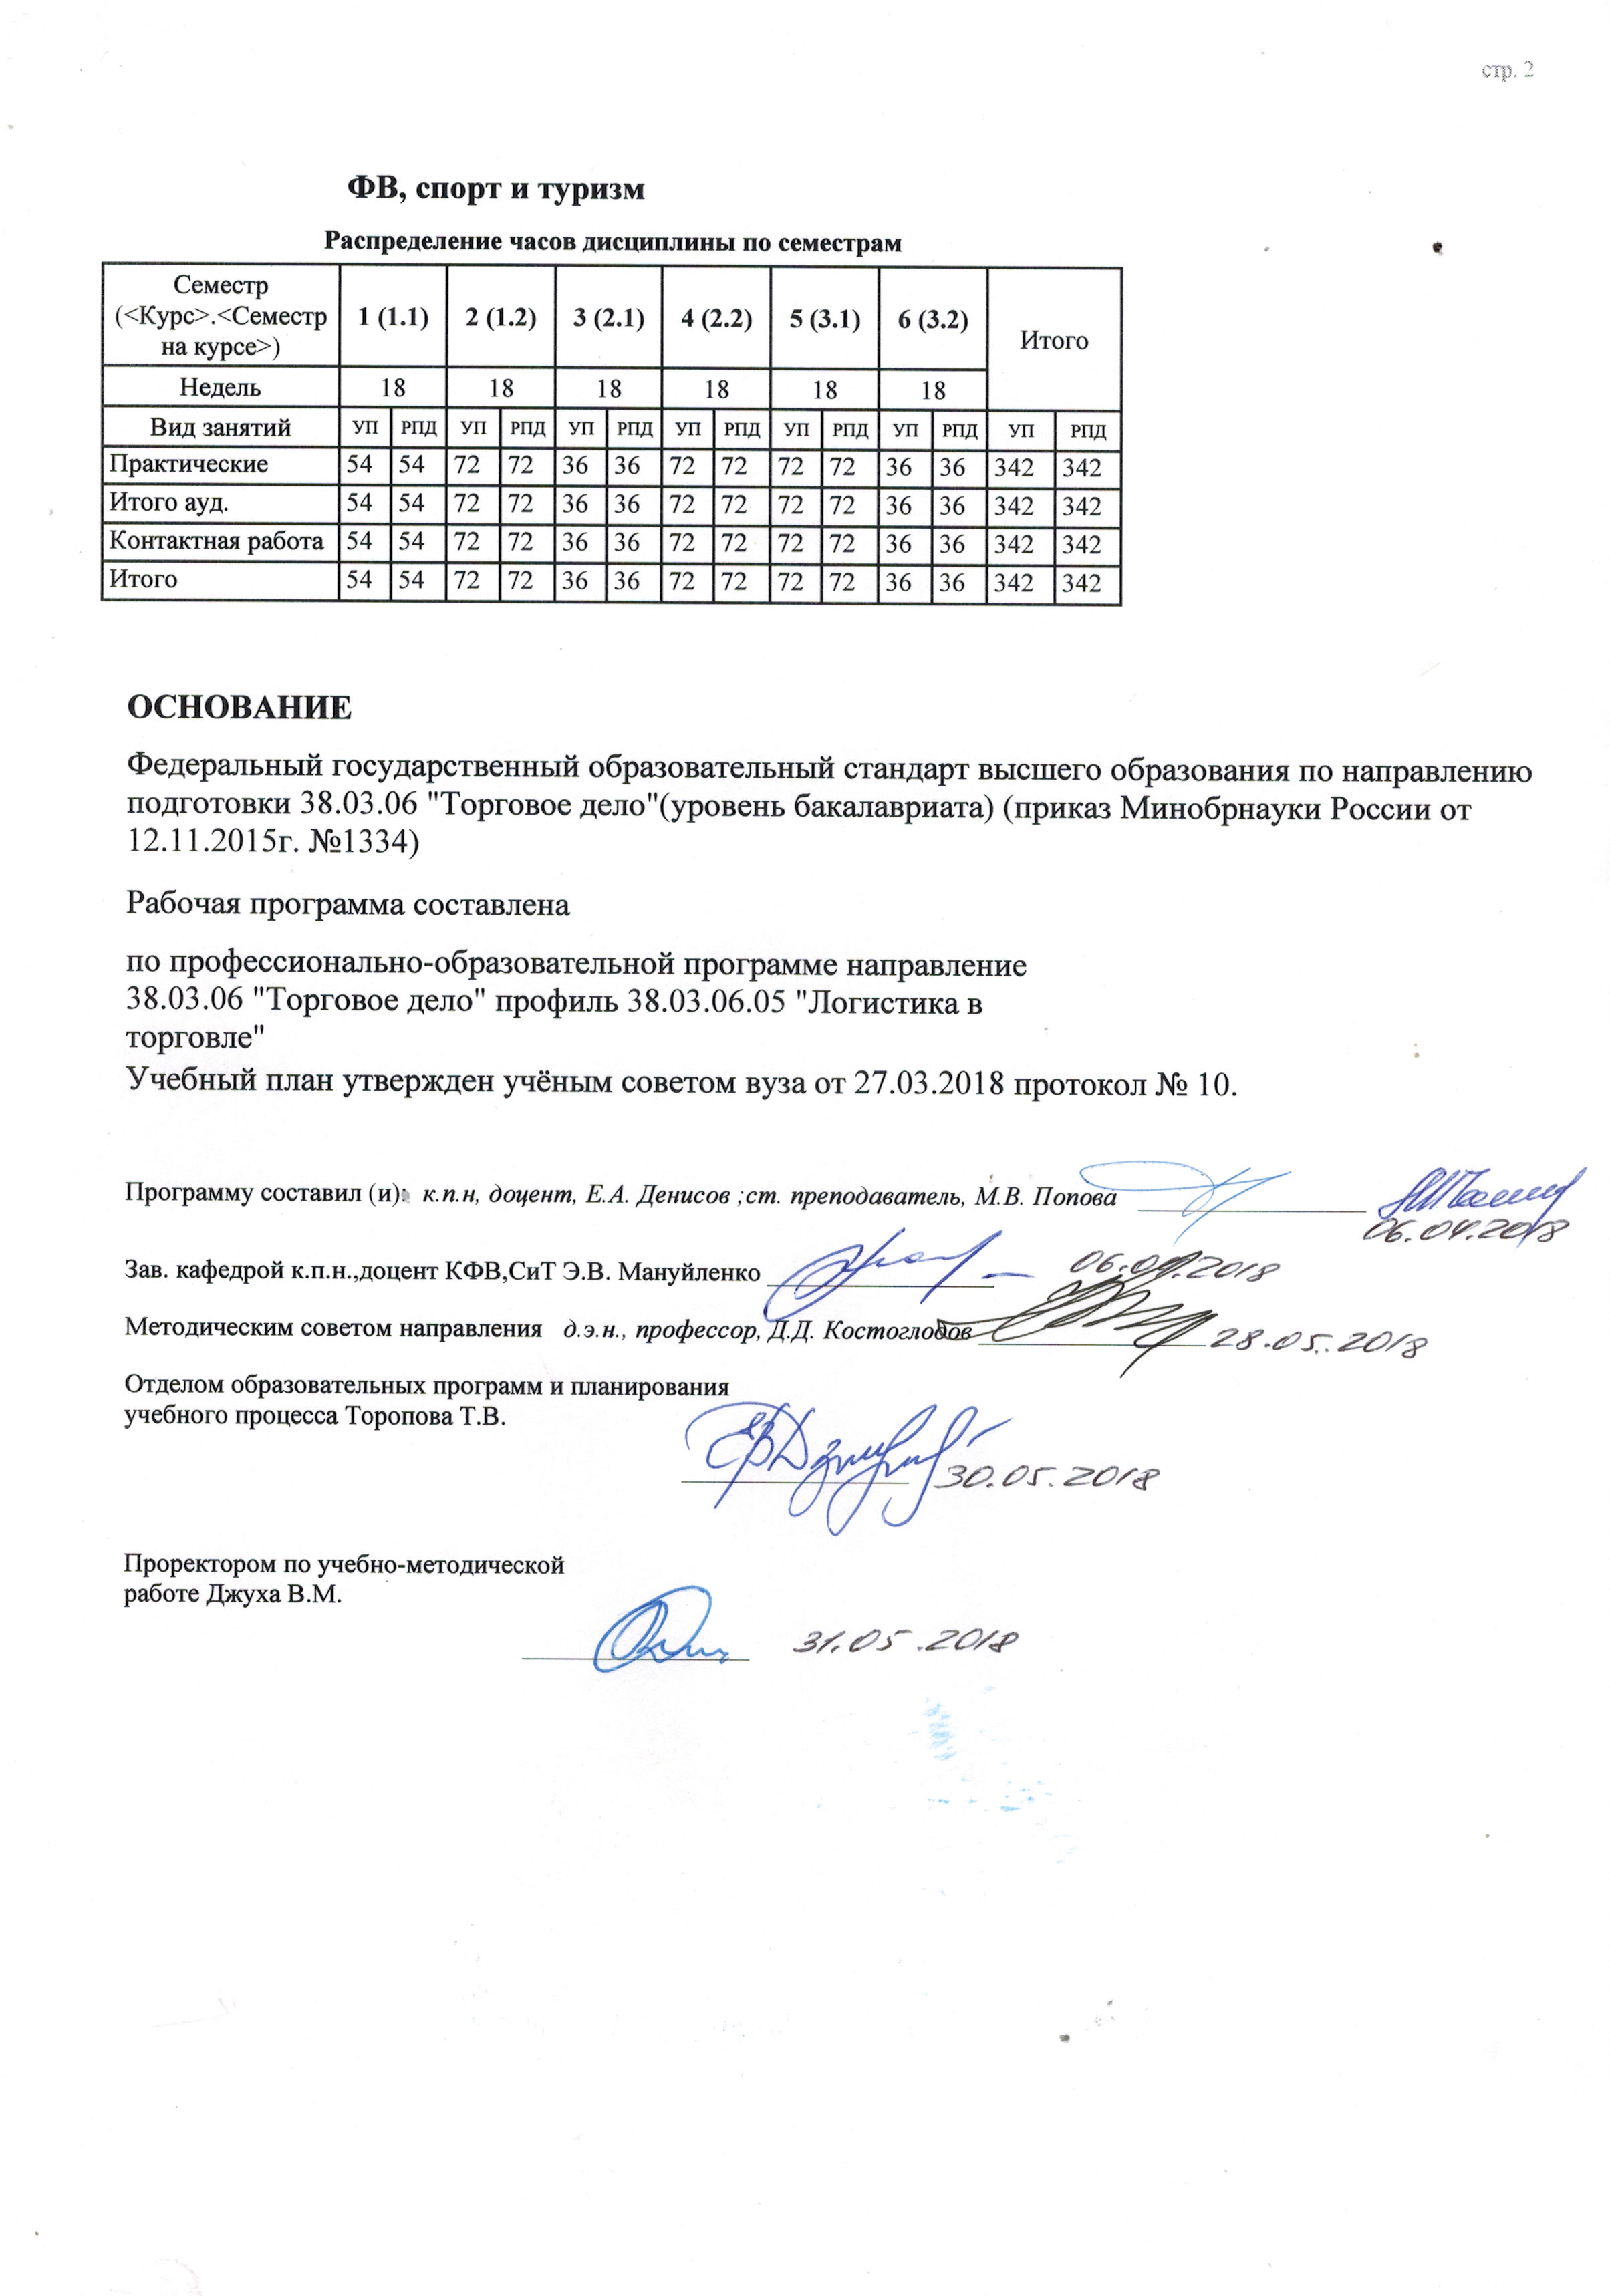 стр. 2
ФВ, спорт и туризм
Распределение часов дисциплины по семестрам
Семестр (<Курс>.<Семестр на курсе>) 1 (1.1) 2 (1.2) 3 (2.1) 4 (2.2) 5 (3.1) 6 (3.2) Итого
Недель 18 18 18 18 18 18
Вид занятий УП РПД УП РПД УП РПД УП РПД УП РПД УП РПД УП РПД
Практические 54 54 72 72 36 36 72 72 72 72 36 36 342 342
Итого ауд. 54 54 72 72 36 36 72 72 72 72 36 36 342 342
Контактная работа 54 54 72 72 36 36 72 72 72 72 36 36 342 342
Итого 54 54 72 72 36 36 72 72 72 72 36 36 342 342
ОСНОВАНИЕ
Федеральный государственный образовательный стандарт высшего образования по направлению
подготовки 38.03.06 "Торговое дело"(уровень бакалавриата) (приказ Минобрнауки России от
12.11.2015г. №1334)
Рабочая программа составлена
по профессионально-образовательной программе направление
38.03.06 "Торговое дело" профиль 38.03.06.05 "Логистика в
торговле"
Учебный план утвержден учёным советом вуза от 27.03.2018 протокол № 10.
Программу составил (и): к.п.н, доцент, Е.А. Денисов ;ст. преподаватель, М.В. Попова
06.04.2018
Зав. кафедрой к.п.н.,доцент КФВ,СиТ Э.В. Мануйленко 06.04.2018
Методическим советом направления д.э.н., профессор, Д.Д. Костоглодов 28.05.2018
Отделом образовательных программ и планирования
учебного процесса Торопова Т.В.
30.05.2018
Проректором по учебно-методической
работе Джуха В.М.
31.05.2018